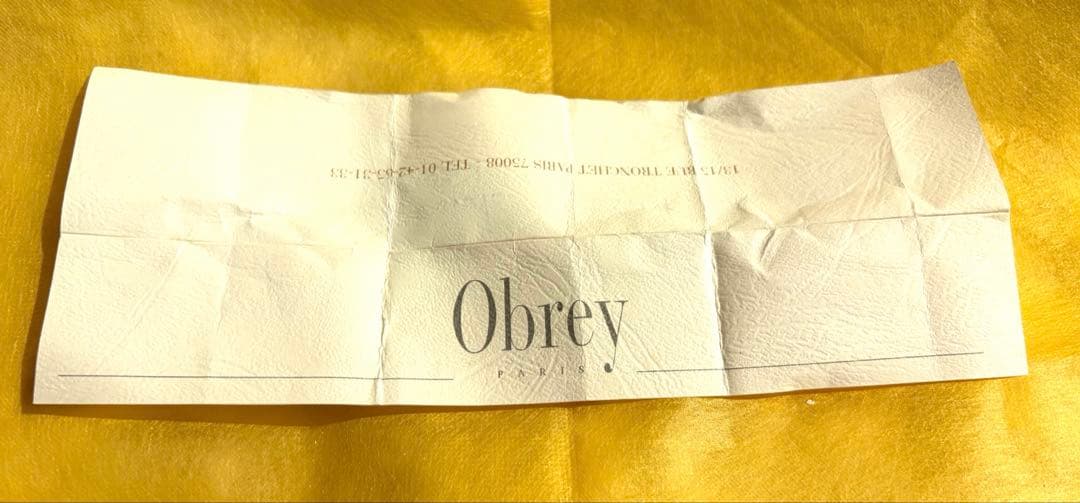 13/15 RUE TRONCHET PARIS 75008 - TEL 01-42-65-31-33
Obrey
PARIS